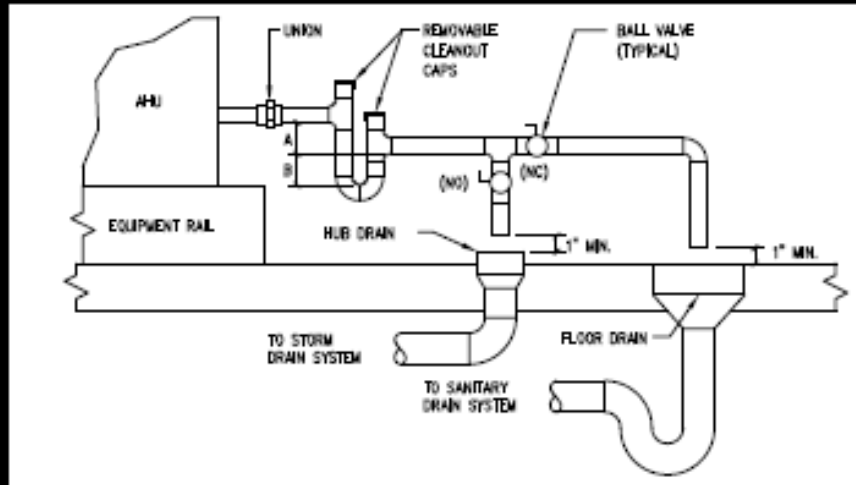 UNION
REMOVABLE
CLEANOUT
CAPS
BALL VALVE
(TYPICAL)
AHU
A
B
(NO)
(NC)
EQUIPMENT RAIL
HUB DRAIN
1" MIN.
1" MIN.
TO STORM
DRAIN SYSTEM
FLOOR DRAIN
TO SANITARY
DRAIN SYSTEM